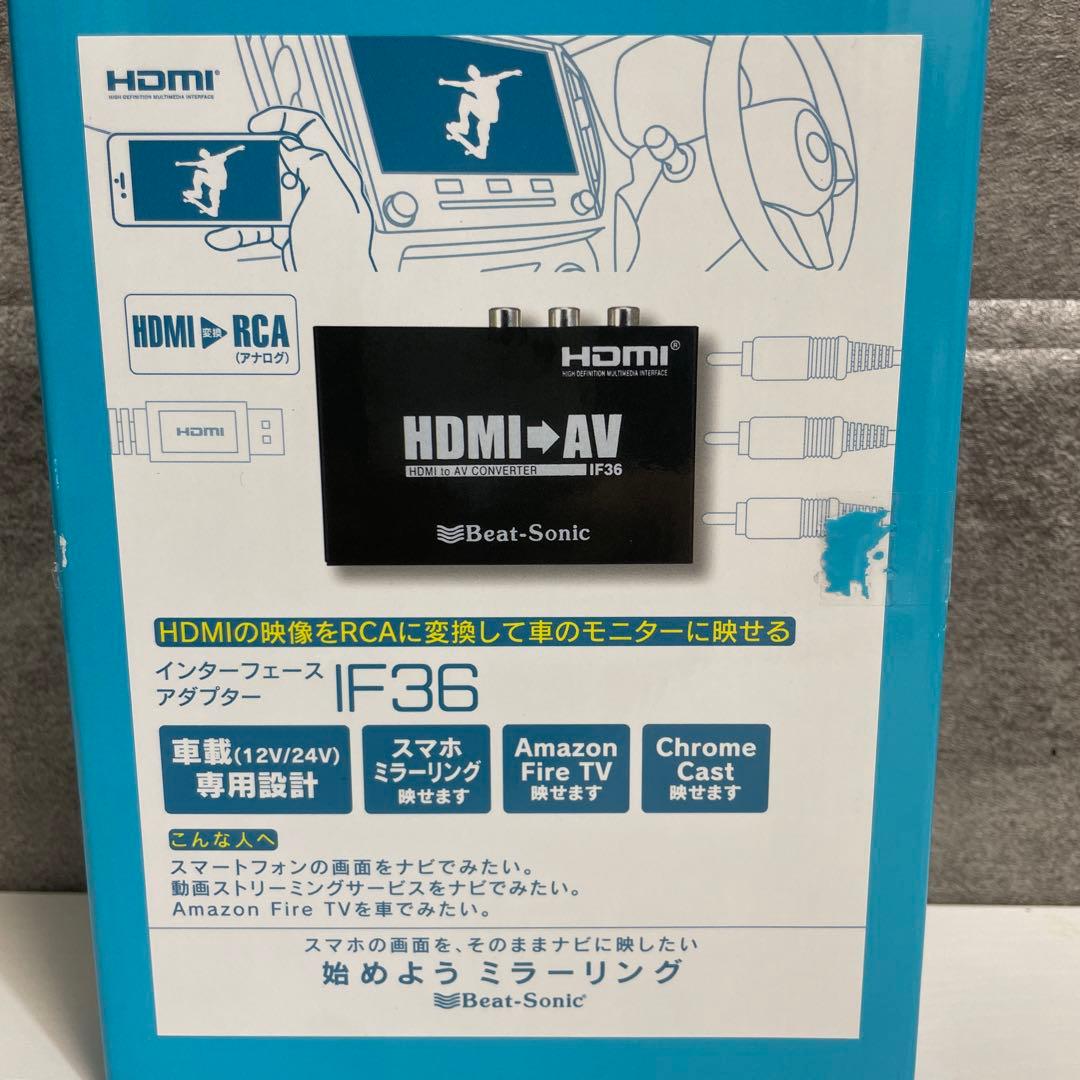 HDMI®
HIGH DEFINITION MULTIMEDIA INTERFACE
HDMI変換RCA
(アナログ)
HDMI
HDMI®
HIGH DEFINITION MULTIMEDIA INTERFACE
HDMI➡AV
HDMI to AV CONVERTER IF36
Beat-Sonic
HDMIの映像をRCAに変換して車のモニターに映せる
インターフェース
アダプター IF36
車載(12V/24V)
専用設計
スマホ
ミラーリング
映せます
Amazon
Fire TV
映せます
Chrome
Cast
映せます
こんな人へ
スマートフォンの画面をナビでみたい。
動画ストリーミングサービスをナビでみたい。
Amazon Fire TVを車でみたい。
スマホの画面を、そのままナビに映したい
始めよう ミラーリング
Beat-Sonic®